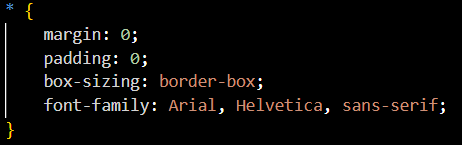 * {
    margin: 0;
    padding: 0;
    box-sizing: border-box;
    font-family: Arial, Helvetica, sans-serif;
}